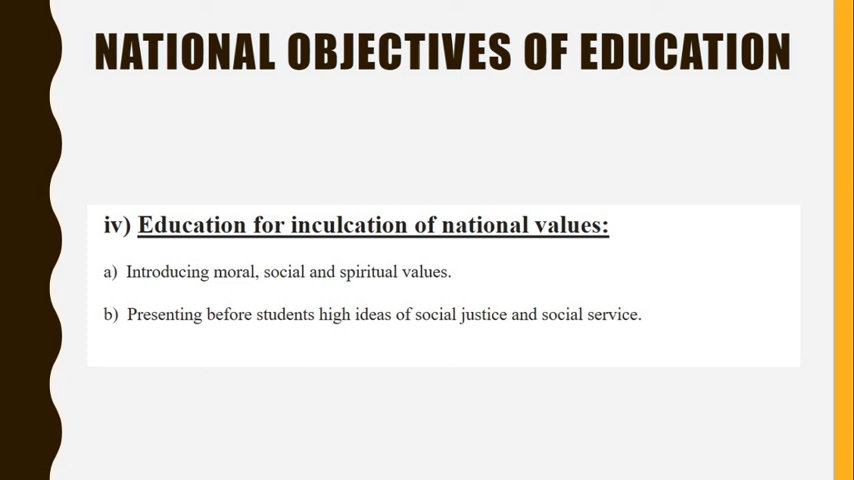 NATIONAL OBJECTIVES OF EDUCATION
iv) Education for inculcation of national values:
a) Introducing moral, social and spiritual values.
b) Presenting before students high ideas of social justice and social service.